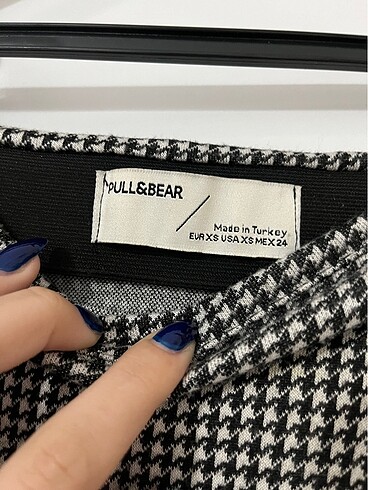 PULL&BEAR
Made in Turkey
EUR XS USA XS MEX 24